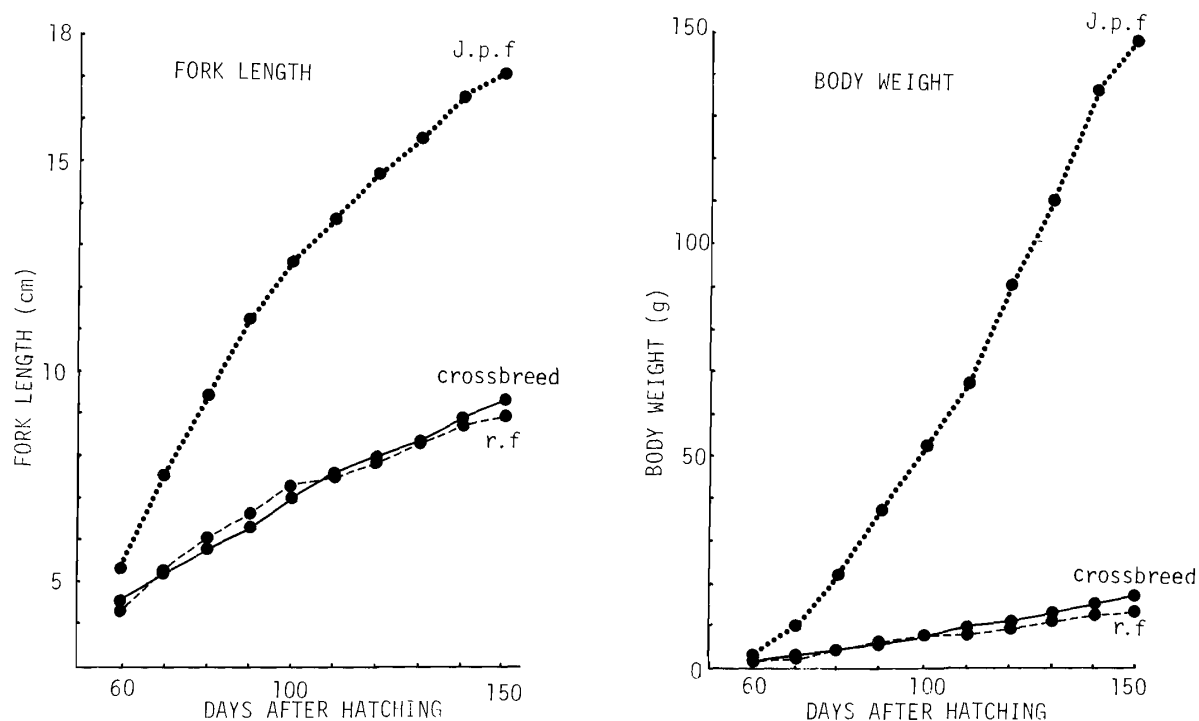 FORK LENGTH
J.p.f
crossbreed
r.f
18
15
10
5
FORK LENGTH (cm)
60 100 150
DAYS AFTER HATCHING
BODY WEIGHT
J.p.f
crossbreed
r.f
150
100
50
0
BODY WEIGHT (g)
60 100 150
DAYS AFTER HATCHING